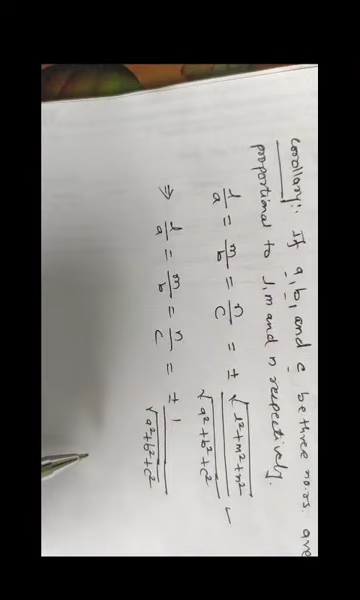 Corollary:- If a, b, and c be three no.rs. are
proportional to l, m and n respectively.
l/a = m/b = n/c = ± √(l²+m²+n²)/√(a²+b²+c²)
⇒ l/a = m/b = n/c = ± 1/√(a²+b²+c²)